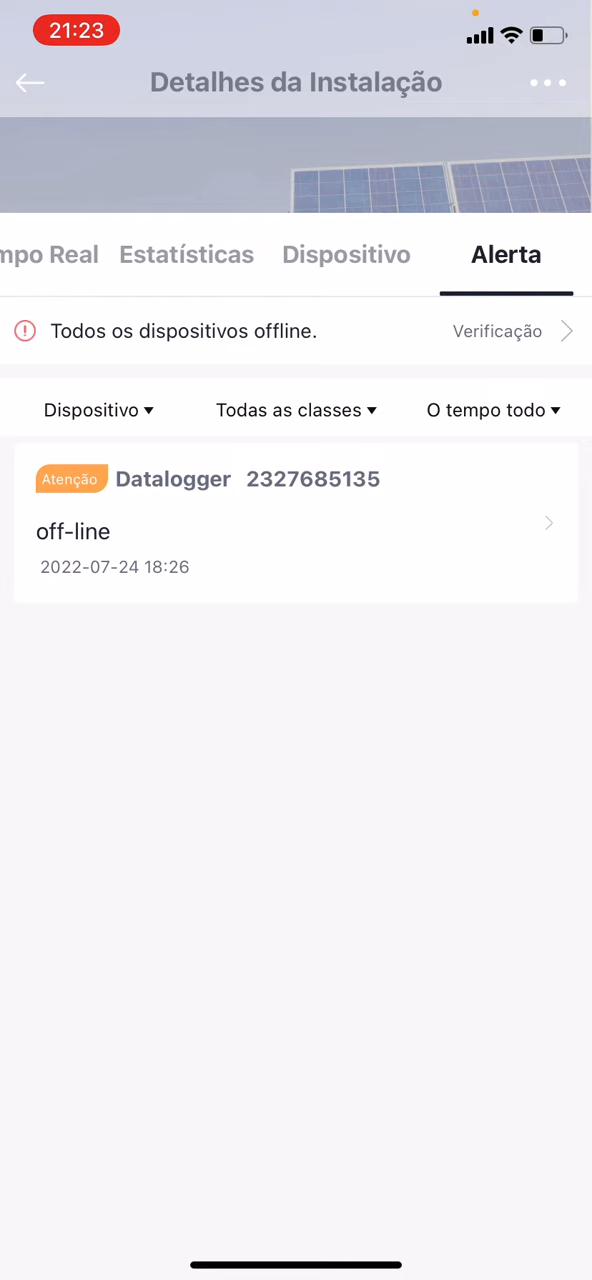 21:23
Detalhes da Instalação
mpo Real Estatísticas Dispositivo Alerta
Todos os dispositivos offline. Verificação
Dispositivo ▾ Todas as classes ▾ O tempo todo ▾
Atenção Datalogger 2327685135
off-line
2022-07-24 18:26